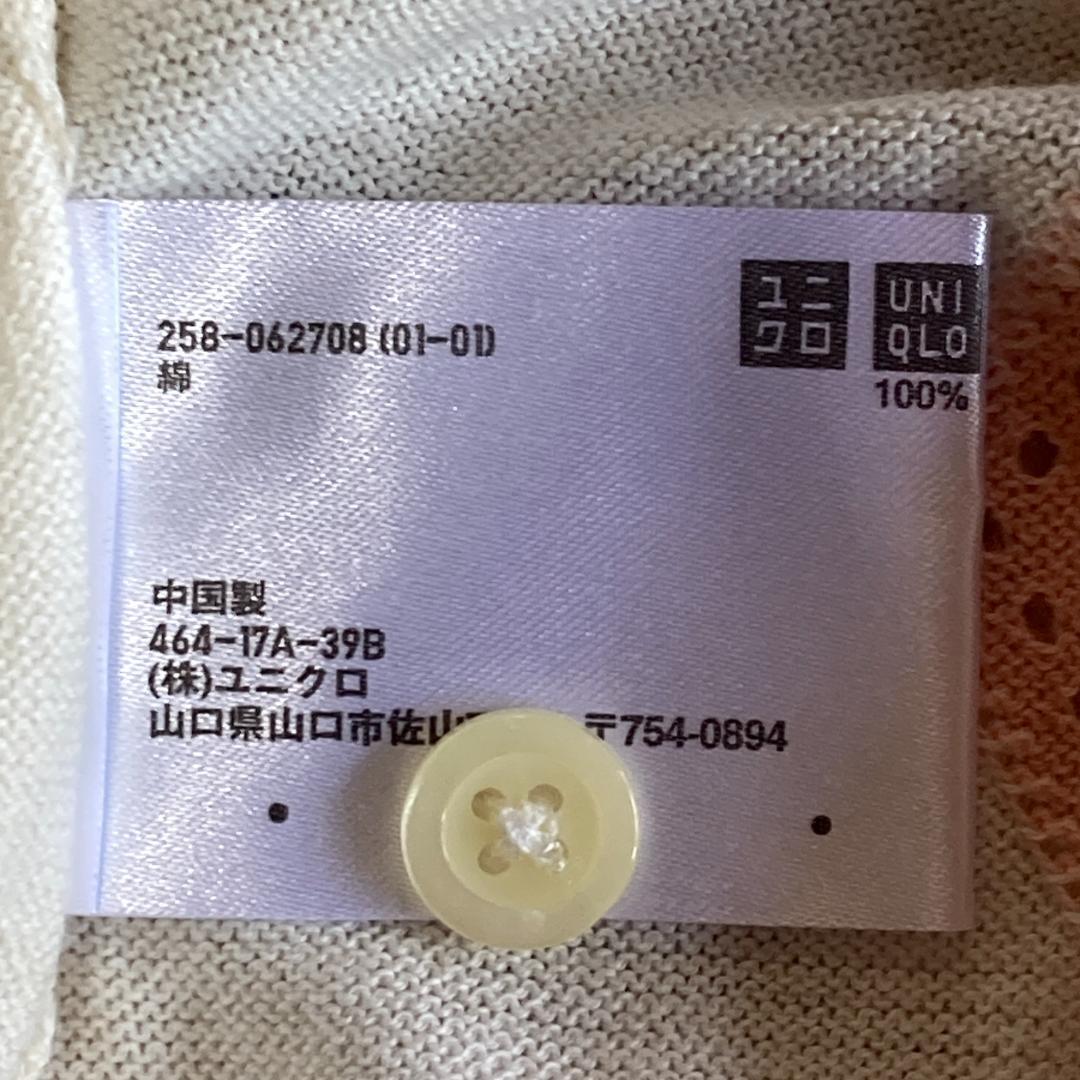 ユニ UNI
クロ QLO
258-062708 (01-01)
綿 100%
中国製
464-17A-39B
(株)ユニクロ
山口県山口市佐山 〒754-0894